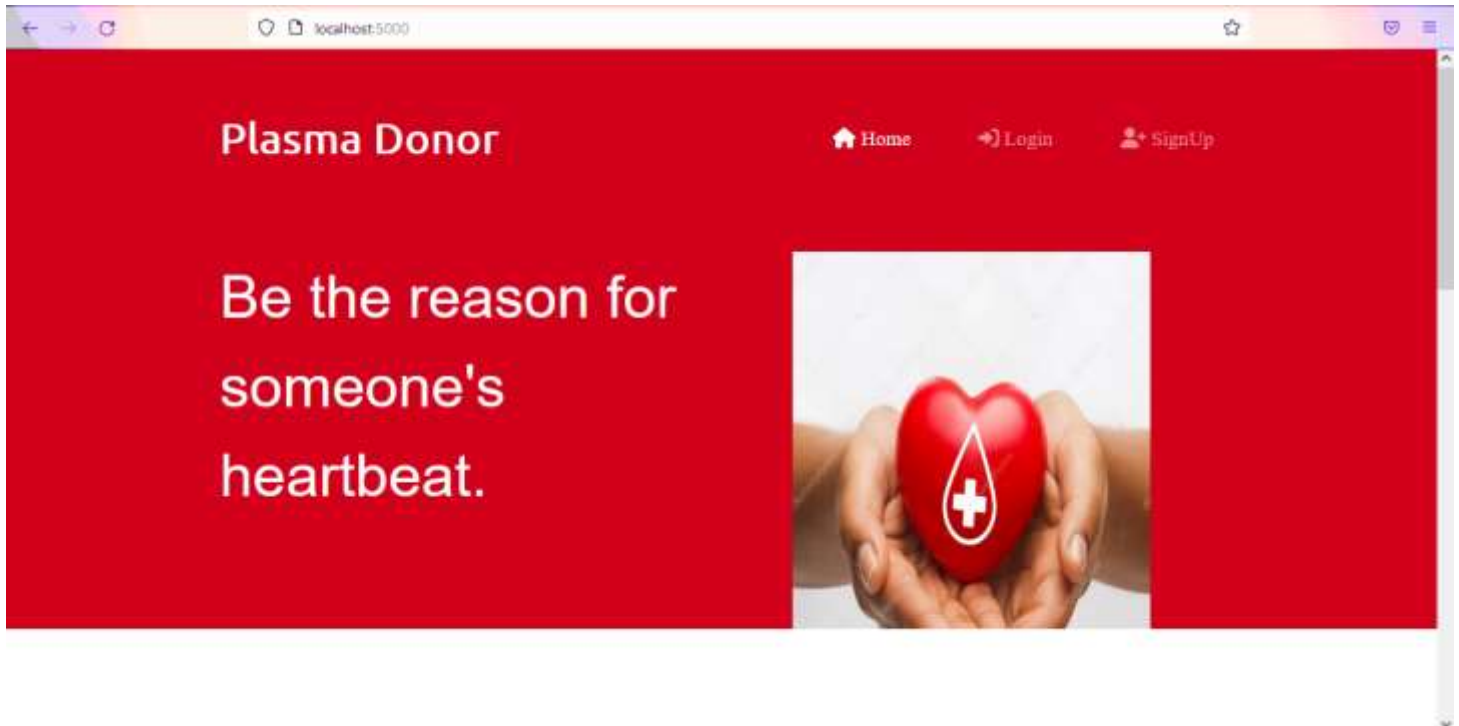 localhost:5000
Plasma Donor
Home Login SignUp
Be the reason for
someone's
heartbeat.